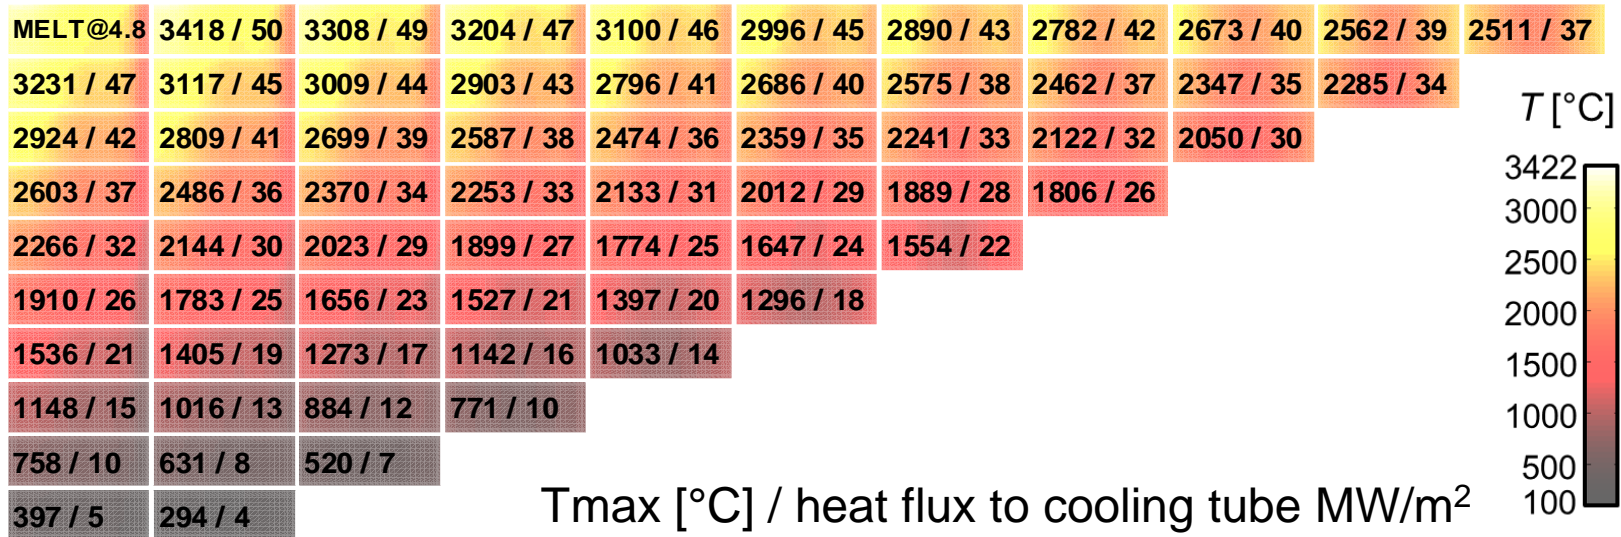 MELT@4.8 3418 / 50 3308 / 49 3204 / 47 3100 / 46 2996 / 45 2890 / 43 2782 / 42 2673 / 40 2562 / 39 2511 / 37
3231 / 47 3117 / 45 3009 / 44 2903 / 43 2796 / 41 2686 / 40 2575 / 38 2462 / 37 2347 / 35 2285 / 34
2924 / 42 2809 / 41 2699 / 39 2587 / 38 2474 / 36 2359 / 35 2241 / 33 2122 / 32 2050 / 30
2603 / 37 2486 / 36 2370 / 34 2253 / 33 2133 / 31 2012 / 29 1889 / 28 1806 / 26
2266 / 32 2144 / 30 2023 / 29 1899 / 27 1774 / 25 1647 / 24 1554 / 22
1910 / 26 1783 / 25 1656 / 23 1527 / 21 1397 / 20 1296 / 18
1536 / 21 1405 / 19 1273 / 17 1142 / 16 1033 / 14
1148 / 15 1016 / 13 884 / 12 771 / 10
758 / 10 631 / 8 520 / 7
397 / 5 294 / 4
Tmax [°C] / heat flux to cooling tube MW/m²
T [°C]
3422
3000
2500
2000
1500
1000
500
100